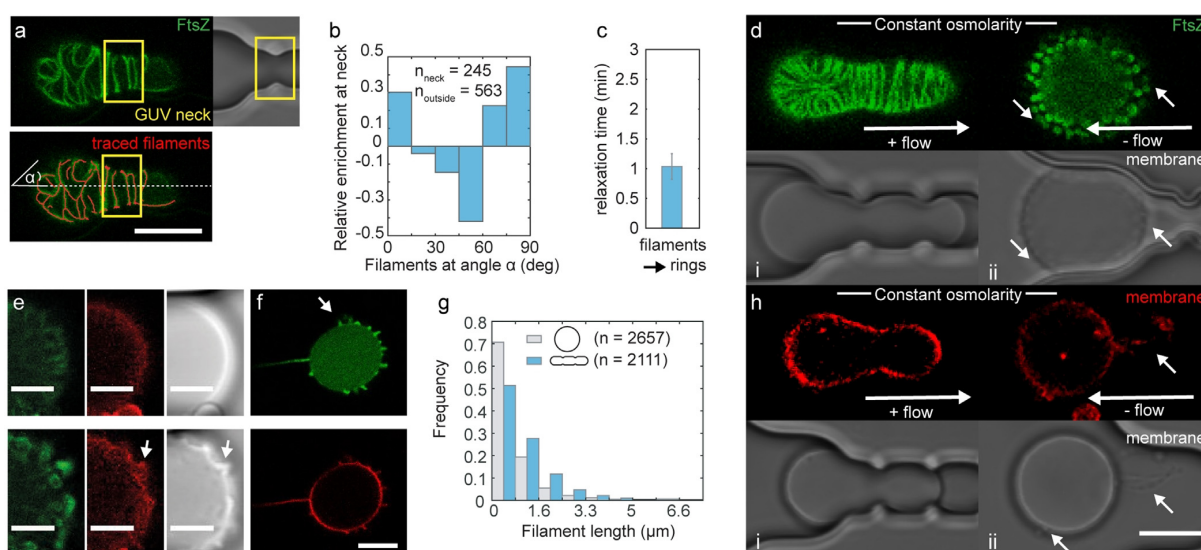 a
FtsZ
GUV neck
traced filaments
α
b
Relative enrichment at neck
0.5
0.3
0.1
0
-0.1
-0.3
-0.5
n_neck = 245
n_outside = 563
0 30 60 90
Filaments at angle α (deg)
c
relaxation time (min)
3
2.5
2
1.5
1
0.5
0
filaments
→ rings
d
Constant osmolarity
FtsZ
+ flow
- flow
membrane
i
ii
e
f
g
Frequency
0.8
0.7
0.6
0.5
0.4
0.3
0.2
0.1
0
(n = 2657)
(n = 2111)
0 1.6 3.3 5 6.6
Filament length (μm)
h
Constant osmolarity
membrane
+ flow
- flow
membrane
i
ii